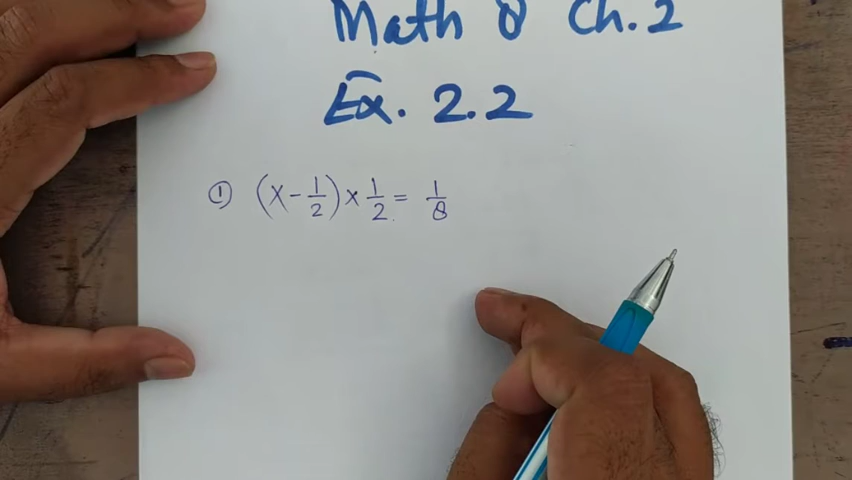 Math 8 Ch. 2
Ex. 2.2
① (x - 1/2) × 1/2 = 1/8